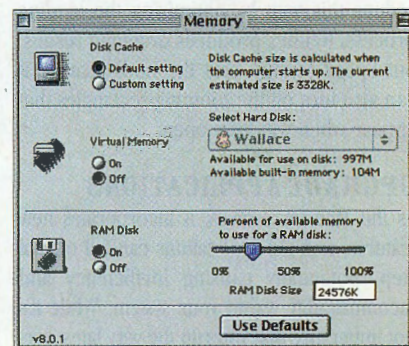 Memory
Disk Cache
Default setting
Custom setting
Disk Cache size is calculated when
the computer starts up. The current
estimated size is 3328K.
Select Hard Disk:
Virtual Memory
On
Off
Wallace
Available for use on disk: 997M
Available built-in memory: 104M
RAM Disk
On
Off
Percent of available memory
to use for a RAM disk:
0% 50% 100%
RAM Disk Size 24576K
Use Defaults
v8.0.1